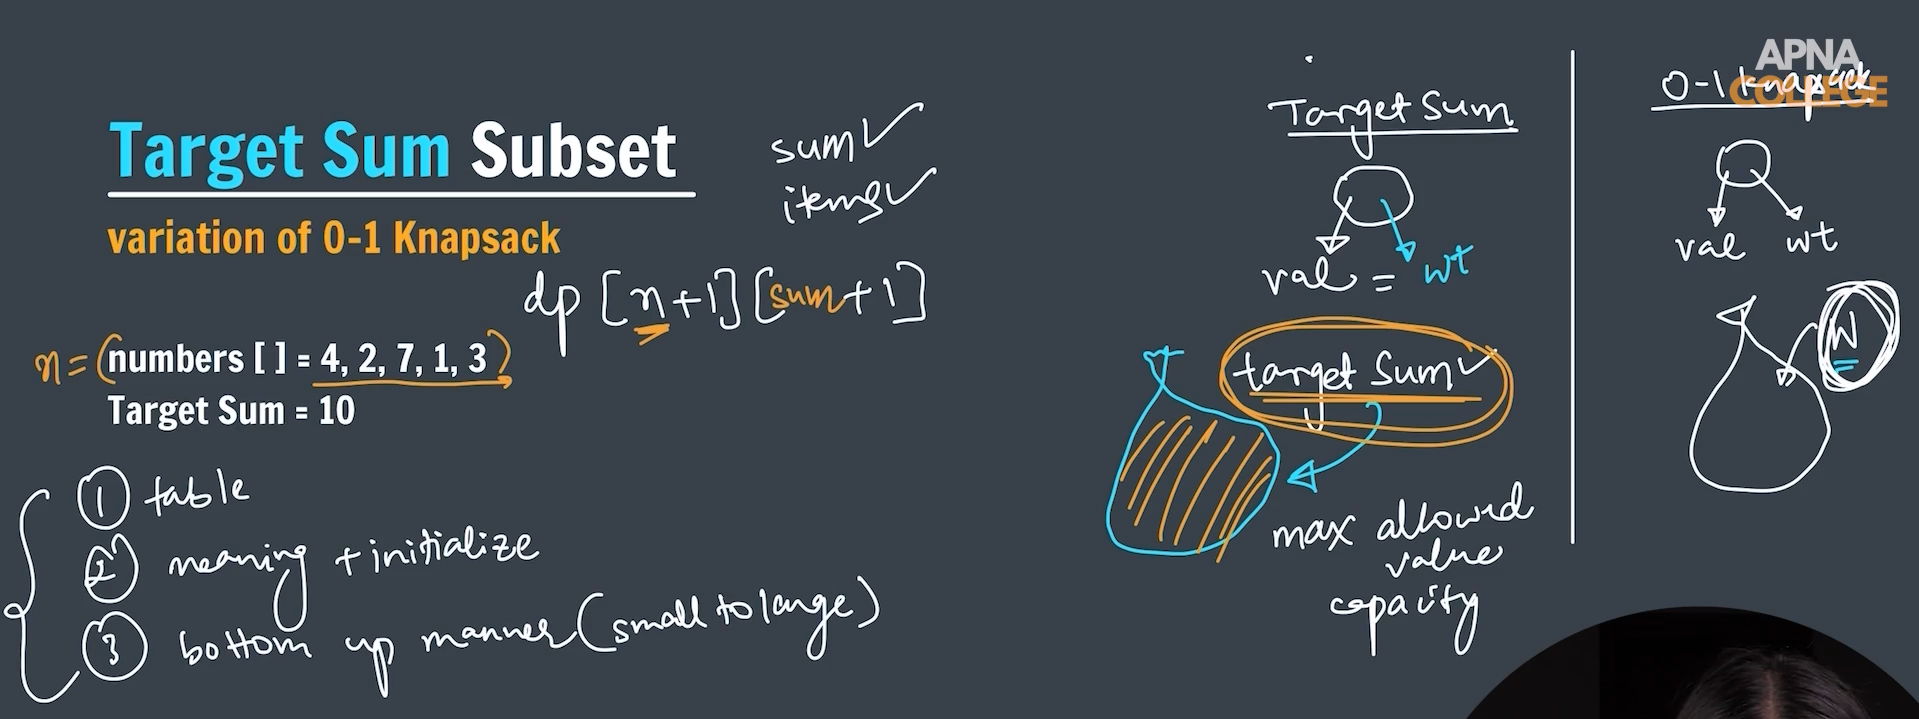 Target Sum Subset
variation of 0-1 Knapsack
sum✓
items✓
dp [n+1][sum+1]
n = (numbers [ ] = 4, 2, 7, 1, 3)
Target Sum = 10
① table
② meaning + initialize
③ bottom up manner (small to large)
Target Sum
val = wt
target Sum✓
max allowed
value
capacity
APNA
COLLEGE
0-1 Knapsack
val wt
W